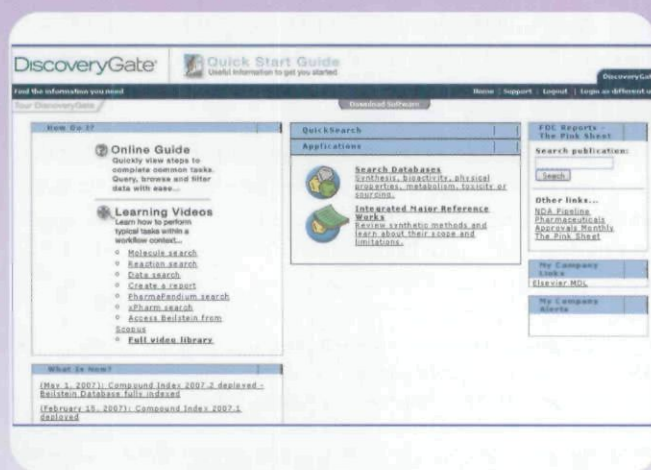 DiscoveryGate®
Quick Start Guide
Useful information to get you started
DiscoveryGat
Find the information you need
Home | Support | Logout | Login as different u
Your DiscoveryGate
Download Software
How Do I?
Online Guide
Quickly view steps to
complete common tasks.
Query, browse and filter
data with ease...
Learning Videos
Learn how to perform
typical tasks within a
workflow context...
Molecule search
Reaction search
Data search
Create a report
PharmaPendium search
xPharm search
Access Beilstein from
Scopus
Full video library
What Is New?
(May 1, 2007): Compound Index 2007.2 deployed -
Beilstein Database fully indexed
(February 15, 2007): Compound Index 2007.1
deployed
QuickSearch
Applications
Search Databases
Synthesis, bioactivity, physical
properties, metabolism, toxicity or
sourcing.
Integrated Major Reference
Works
Review synthetic methods and
learn about their scope and
limitations.
FDC Reports -
The Pink Sheet
Search publication:
Search
Other links...
NDA Pipeline
Pharmaceuticals
Approvals Monthly
The Pink Sheet
My Company
Links
Elsevier MDL
My Company
Alerts